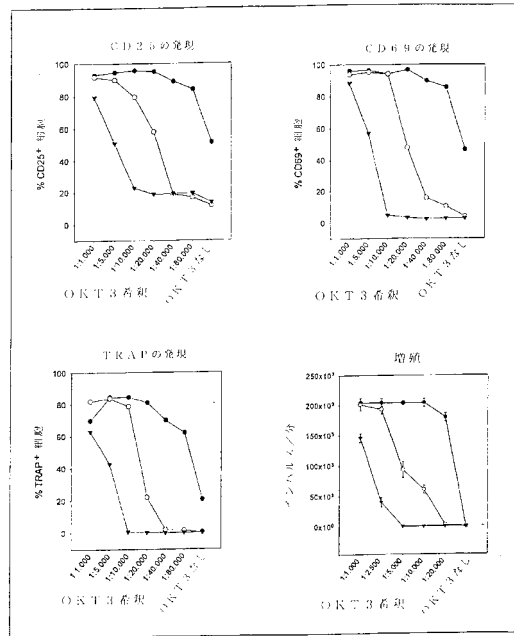 CD25の発現
100
80
60
40
20
0
% CD25+ 細胞
1:1.000
1:5.000
1:10.000
1:20.000
1:40.000
1:80.000
OKT3なし
OKT3希釈
CD69の発現
100
80
60
40
20
0
% CD69+ 細胞
1:1.000
1:5.000
1:10.000
1:20.000
1:40.000
1:80.000
OKT3なし
OKT3希釈
TRAPの発現
100
80
60
40
20
0
% TRAP+ 細胞
1:1.000
1:5.000
1:10.000
1:20.000
1:40.000
1:80.000
OKT3なし
OKT3希釈
増殖
250x10³
200x10³
150x10³
100x10³
50x10³
0x10⁰
インパルス/分
1:1.000
1:2.500
1:5.000
1:10.000
1:20.000
OKT3なし
OKT3希釈